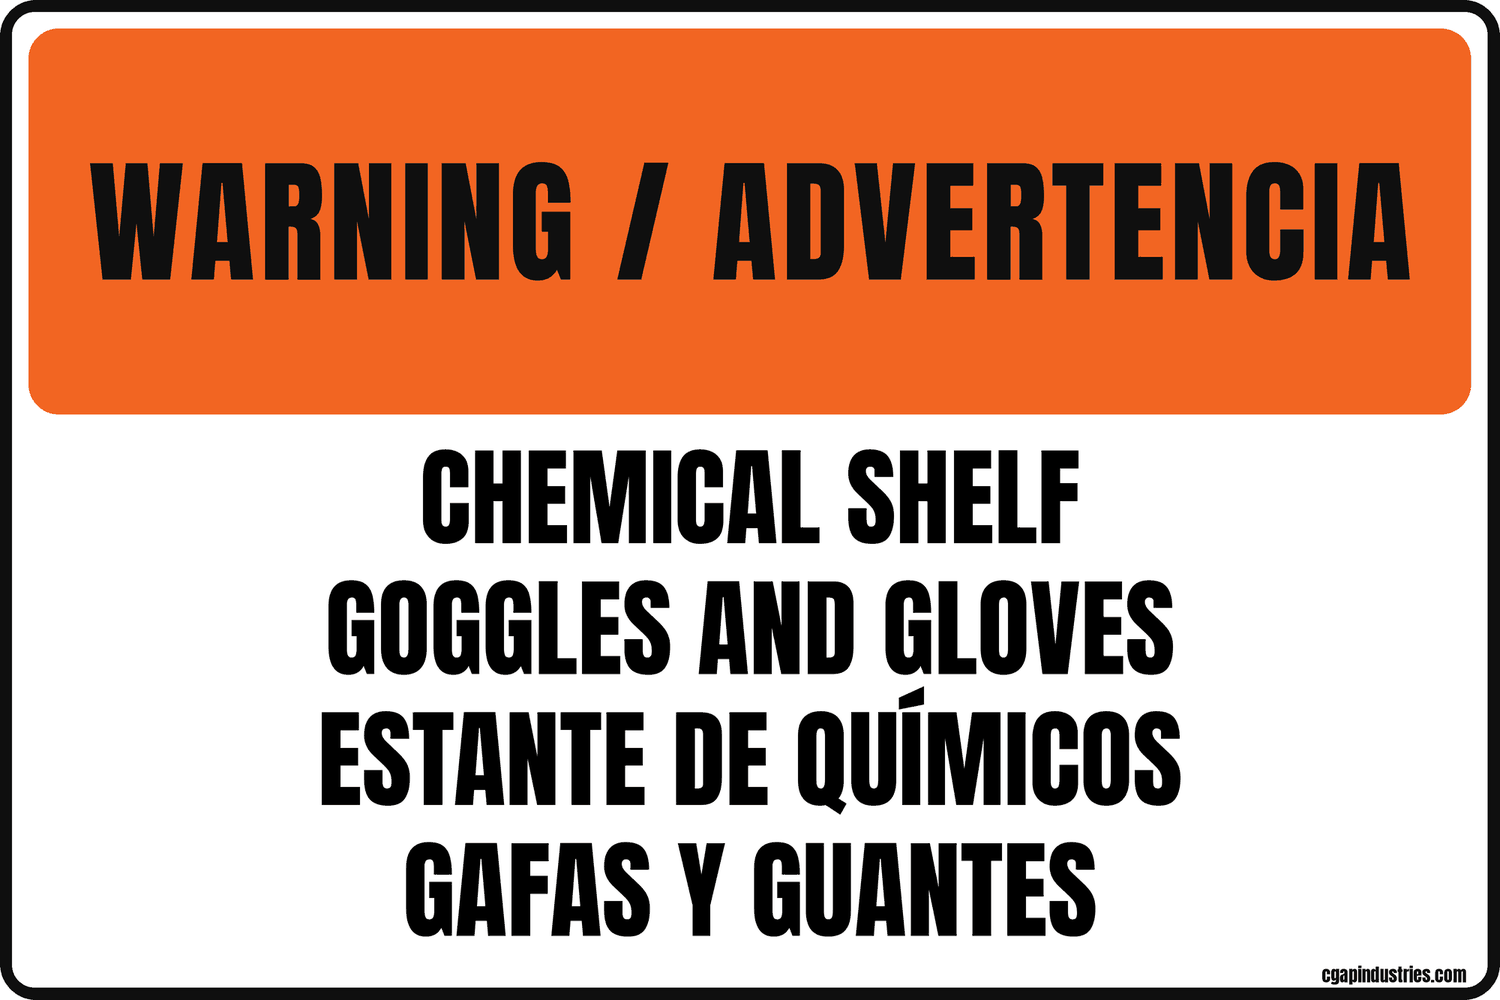 WARNING / ADVERTENCIA
CHEMICAL SHELF
GOGGLES AND GLOVES
ESTANTE DE QUÍMICOS
GAFAS Y GUANTES
cgapindustries.com